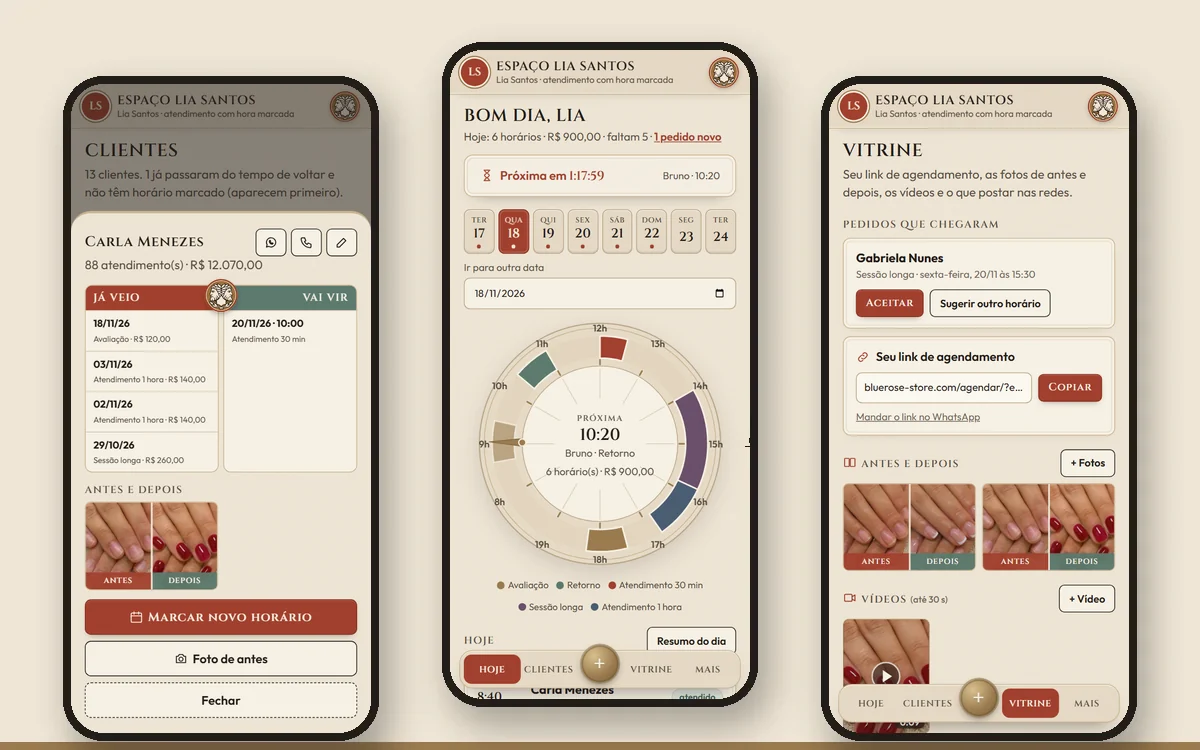 LS
ESPAÇO LIA SANTOS
Lia Santos · atendimento com hora marcada
CLIENTES
13 clientes. 1 já passaram do tempo de voltar e
não têm horário marcado (aparecem primeiro).
CARLA MENEZES
88 atendimento(s) · R$ 12.070,00
JÁ VEIO
VAI VIR
18/11/26
Avaliação · R$ 120,00
03/11/26
Atendimento 1 hora · R$ 140,00
02/11/26
Atendimento 1 hora · R$ 140,00
29/10/26
Sessão longa · R$ 260,00
20/11/26 · 10:00
Atendimento 30 min
ANTES E DEPOIS
ANTES
DEPOIS
MARCAR NOVO HORÁRIO
Foto de antes
Fechar
LS
ESPAÇO LIA SANTOS
Lia Santos · atendimento com hora marcada
BOM DIA, LIA
Hoje: 6 horários · R$ 900,00 · faltam 5 · 1 pedido novo
Próxima em 1:17:59
Bruno · 10:20
TER
17
QUA
18
QUI
19
SEX
20
SÁB
21
DOM
22
SEG
23
TER
24
Ir para outra data
18/11/2026
12h
13h
14h
15h
16h
17h
18h
19h
8h
9h
10h
11h
PRÓXIMA
10:20
Bruno · Retorno
6 horário(s) · R$ 900,00
Avaliação
Retorno
Atendimento 30 min
Sessão longa
Atendimento 1 hora
HOJE
Resumo do dia
HOJE
CLIENTES
+
VITRINE
MAIS
8:40
Carla Menezes
atendido
LS
ESPAÇO LIA SANTOS
Lia Santos · atendimento com hora marcada
VITRINE
Seu link de agendamento, as fotos de antes e
depois, os vídeos e o que postar nas redes.
PEDIDOS QUE CHEGARAM
Gabriela Nunes
Sessão longa · sexta-feira, 20/11 às 15:30
ACEITAR
Sugerir outro horário
Seu link de agendamento
bluerose-store.com/agendar/?e...
COPIAR
Mandar o link no WhatsApp
ANTES E DEPOIS
+ Fotos
ANTES
DEPOIS
ANTES
DEPOIS
VÍDEOS (até 30 s)
+ Vídeo
HOJE
CLIENTES
+
VITRINE
MAIS